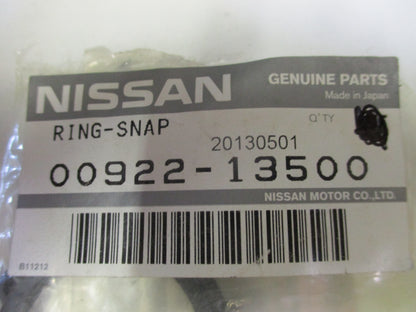 NISSAN
GENUINE PARTS
Made in Japan
RING-SNAP
Q'TY
20130501
00922-13500
NISSAN MOTOR CO.,LTD.
B11212